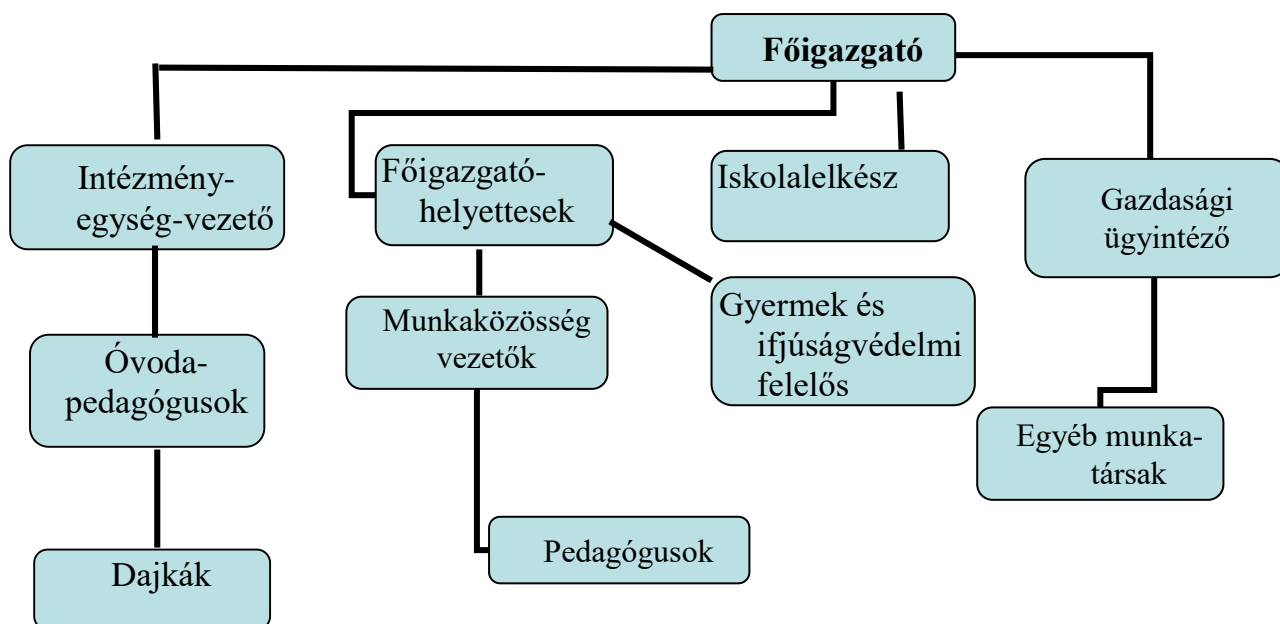 Főigazgató
Intézmény-
egység-vezető
Főigazgató-
helyettesek
Iskolalelkész
Gazdasági
ügyintéző
Munkaközösség
vezetők
Gyermek és
ifjúságvédelmi
felelős
Óvoda-
pedagógusok
Egyéb munka-
társak
Pedagógusok
Dajkák